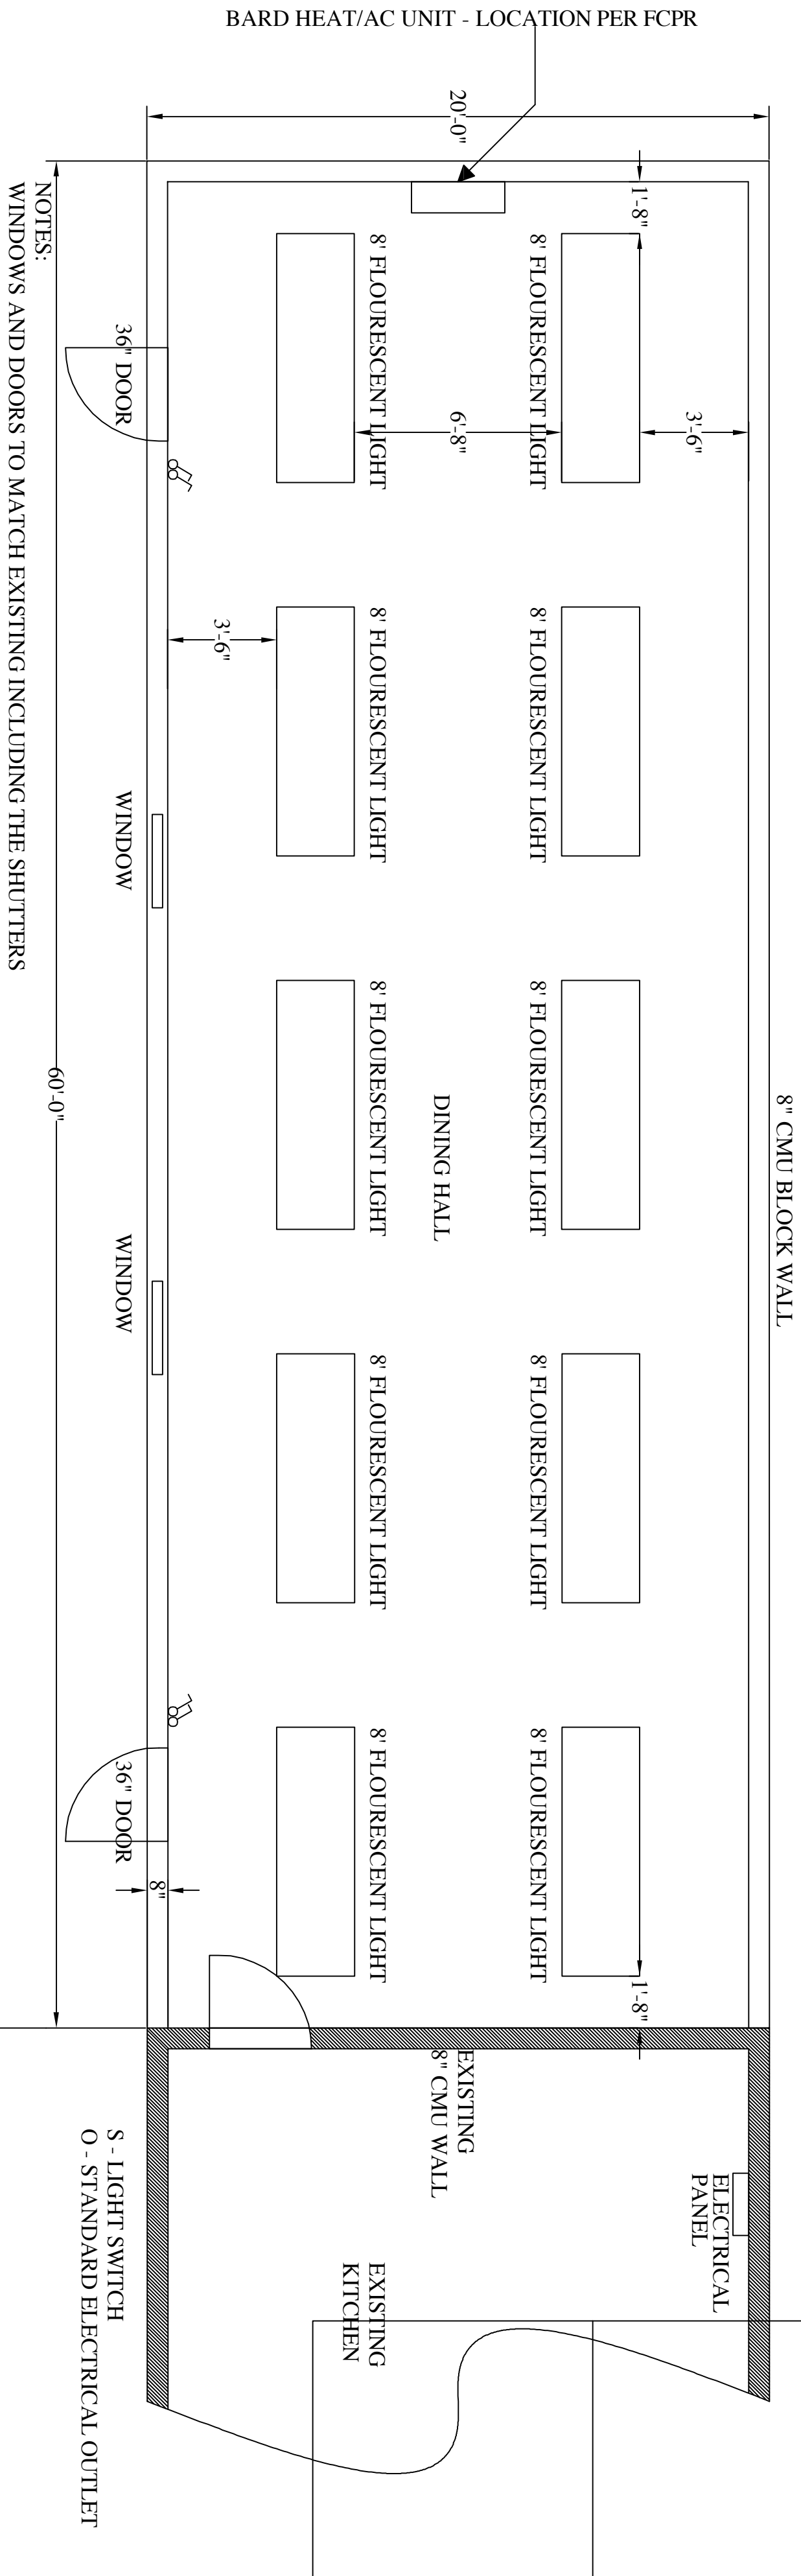 BARD HEAT/AC UNIT - LOCATION PER FCPR
8" CMU BLOCK WALL
20'-0"
1'-8"
3'-6"
8' FLOURESCENT LIGHT
8' FLOURESCENT LIGHT
8' FLOURESCENT LIGHT
8' FLOURESCENT LIGHT
8' FLOURESCENT LIGHT
1'-8"
6'-8"
DINING HALL
8' FLOURESCENT LIGHT
8' FLOURESCENT LIGHT
8' FLOURESCENT LIGHT
8' FLOURESCENT LIGHT
8' FLOURESCENT LIGHT
3'-6"
36" DOOR
WINDOW
WINDOW
36" DOOR
8"
60'-0"
ELECTRICAL
PANEL
EXISTING
8" CMU WALL
EXISTING
KITCHEN
S - LIGHT SWITCH
O - STANDARD ELECTRICAL OUTLET
NOTES:
WINDOWS AND DOORS TO MATCH EXISTING INCLUDING THE SHUTTERS